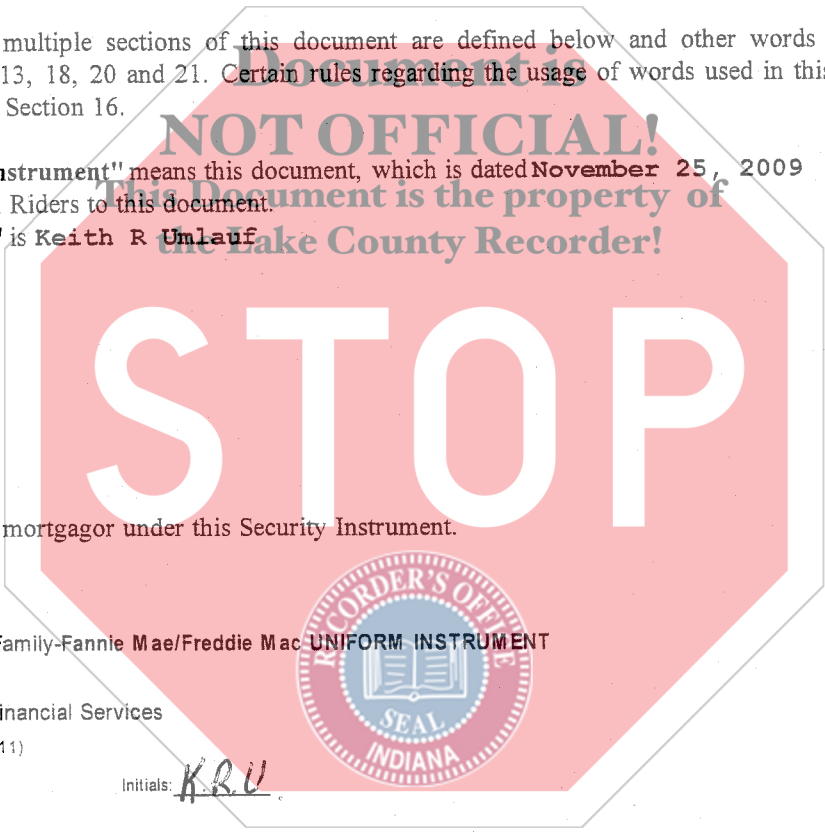 multiple sections of this document are defined below and other words
13, 18, 20 and 21. Certain rules regarding the usage of words used in this
Section 16.
Document is
NOT OFFICIAL!
This Document is the property of
the Lake County Recorder!
nstrument" means this document, which is dated November 25, 2009
Riders to this document.
" is Keith R Umlauf
STOP
mortgagor under this Security Instrument.
RECORDER'S OFFICE
SEAL
INDIANA
Family-Fannie Mae/Freddie Mac UNIFORM INSTRUMENT
inancial Services
11)
Initials: K.R.U